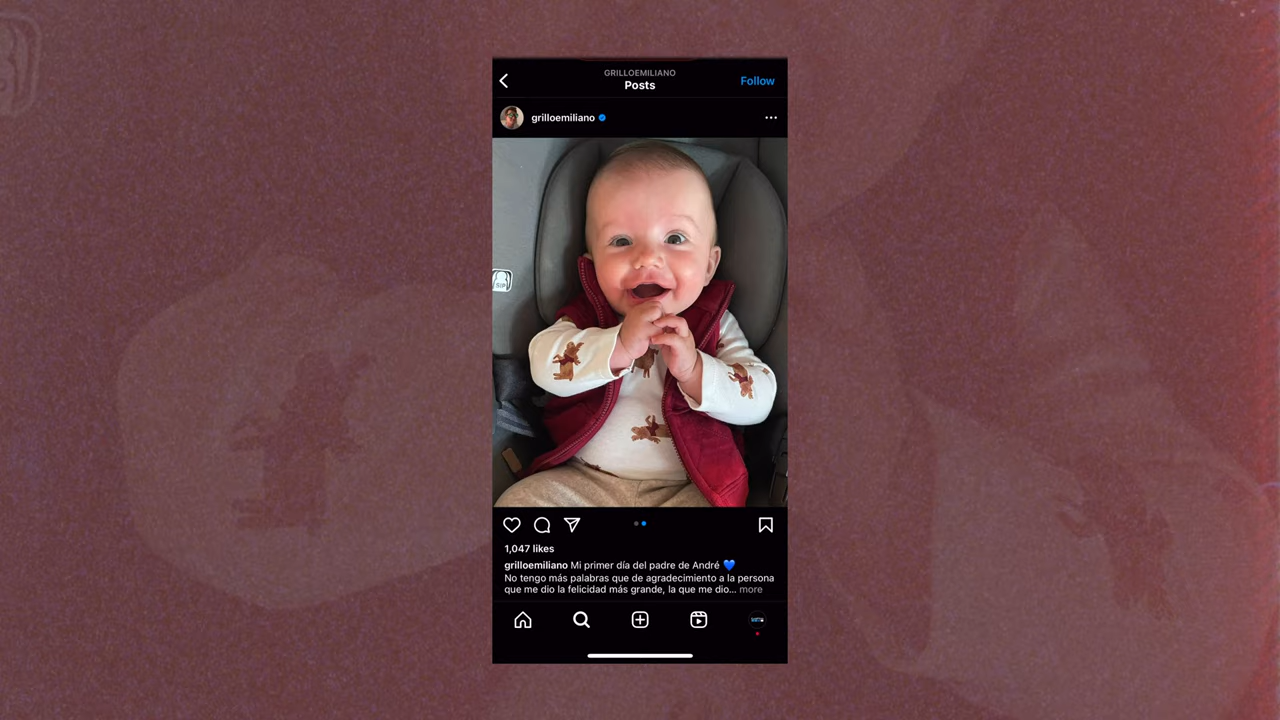 GRILLOEMILIANO
Posts
Follow
grilloemiliano
SIP
1,047 likes
grilloemiliano Mi primer día del padre de André 💙
No tengo más palabras que de agradecimiento a la persona
que me dio la felicidad más grande, la que me dio... more